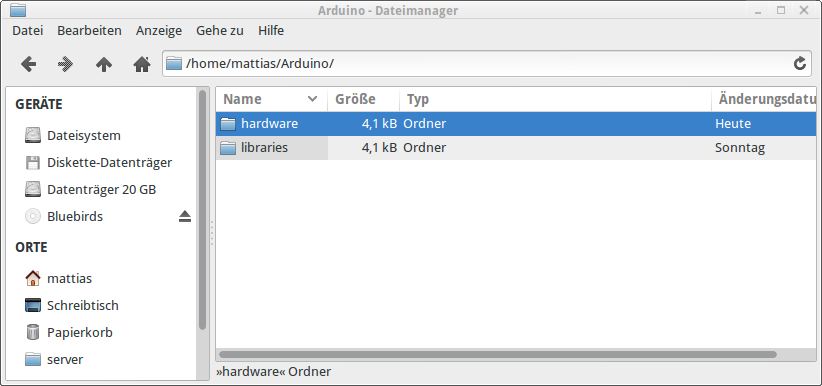 Arduino - Dateimanager
Datei Bearbeiten Anzeige Gehe zu Hilfe
/home/mattias/Arduino/
GERÄTE
Dateisystem
Diskette-Datenträger
Datenträger 20 GB
Bluebirds
ORTE
mattias
Schreibtisch
Papierkorb
server
Name Größe Typ Änderungsdatu
hardware 4,1 kB Ordner Heute
libraries 4,1 kB Ordner Sonntag
»hardware« Ordner